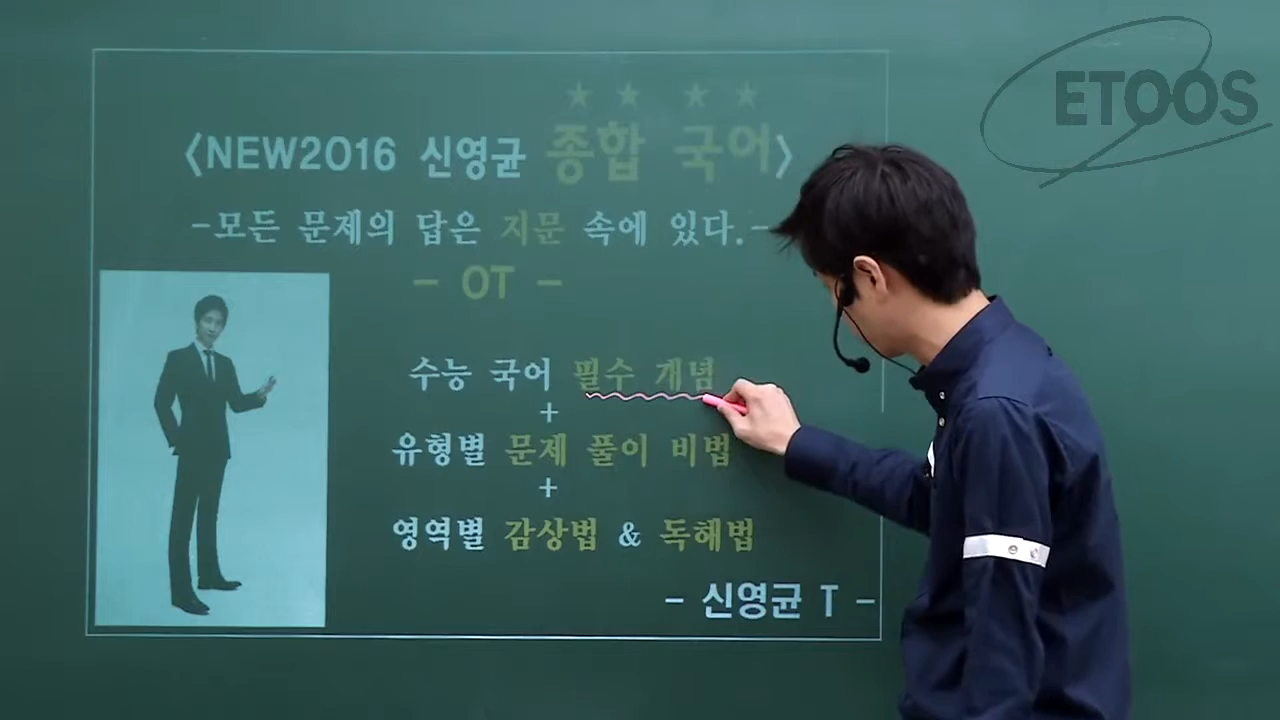 ETOOS
<NEW2016 신영균 종합 국어>
-모든 문제의 답은 지문 속에 있다.-
- OT -
수능 국어 필수 개념
+
유형별 문제 풀이 비법
+
영역별 감상법 & 독해법
- 신영균 T -